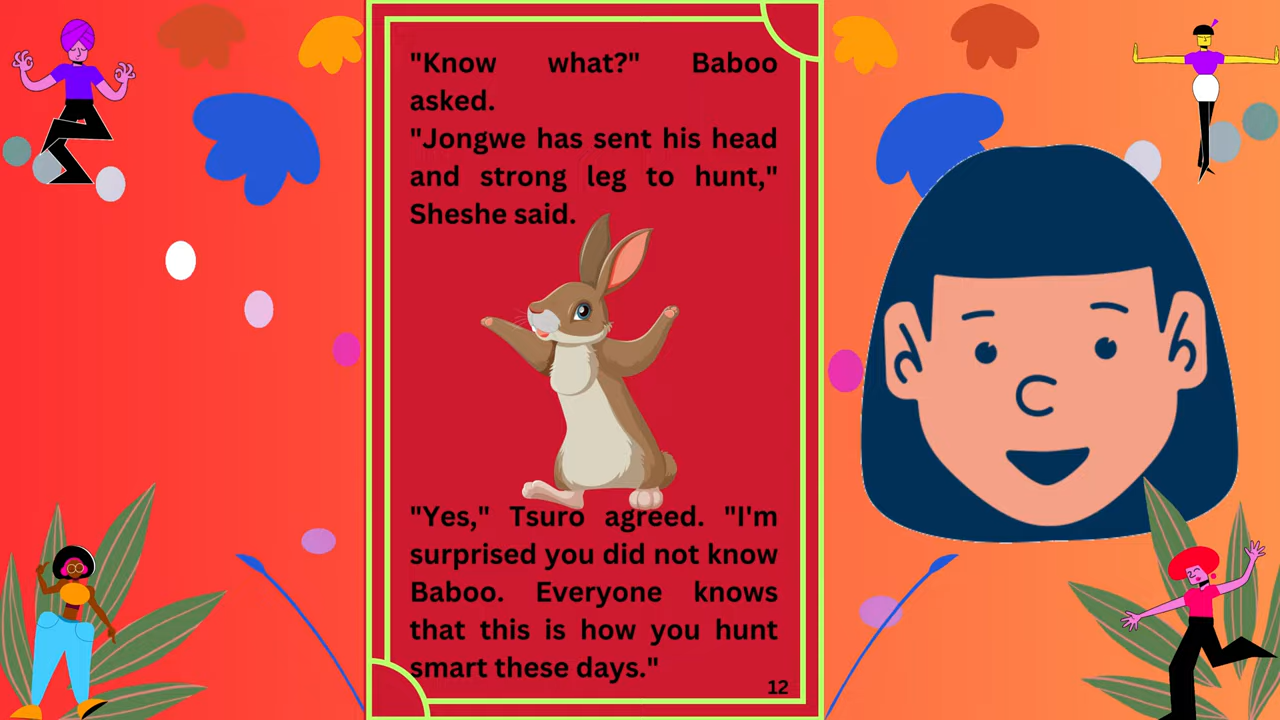 "Know what?" Baboo
asked.
"Jongwe has sent his head
and strong leg to hunt,"
Sheshe said.
"Yes," Tsuro agreed. "I'm
surprised you did not know
Baboo. Everyone knows
that this is how you hunt
smart these days."
12